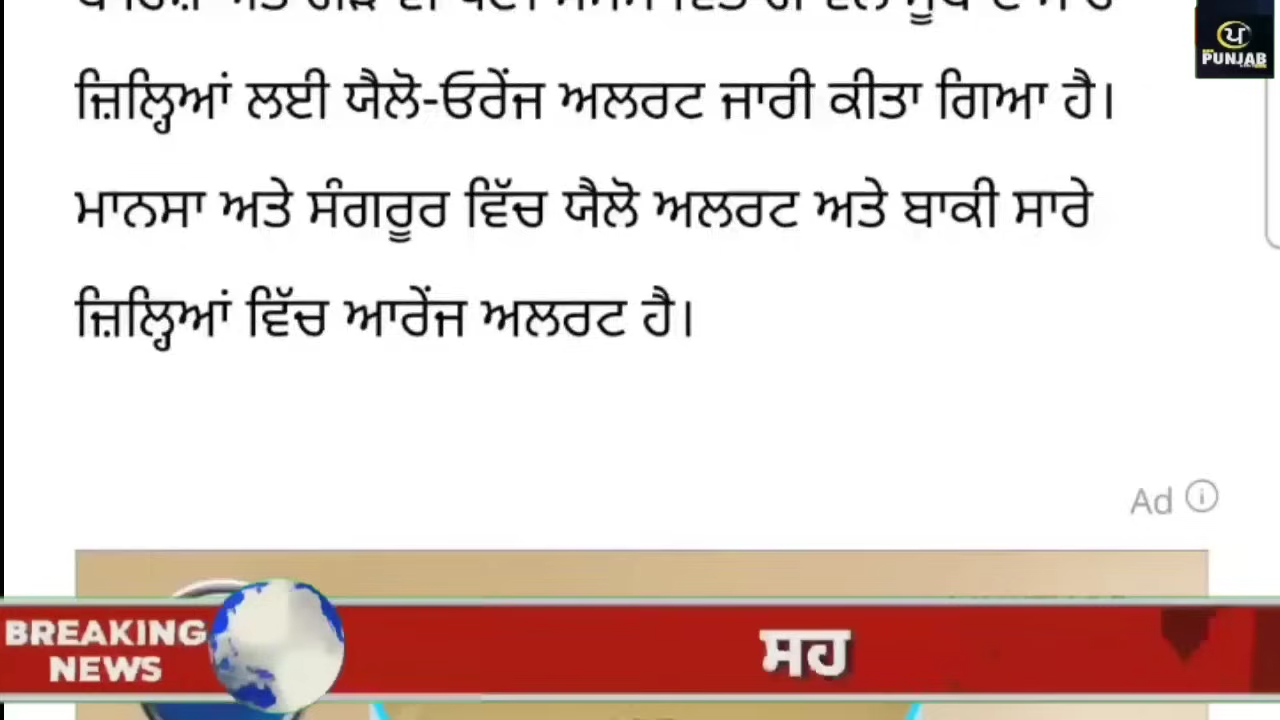 ਪ
PUNJAB
ਜ਼ਿਲ੍ਹਿਆਂ ਲਈ ਯੈਲੋ-ਓਰੇਂਜ ਅਲਰਟ ਜਾਰੀ ਕੀਤਾ ਗਿਆ ਹੈ।
ਮਾਨਸਾ ਅਤੇ ਸੰਗਰੂਰ ਵਿੱਚ ਯੈਲੋ ਅਲਰਟ ਅਤੇ ਬਾਕੀ ਸਾਰੇ
ਜ਼ਿਲ੍ਹਿਆਂ ਵਿੱਚ ਆਰੇਂਜ ਅਲਰਟ ਹੈ।
Ad
BREAKING
NEWS
ਸਹ